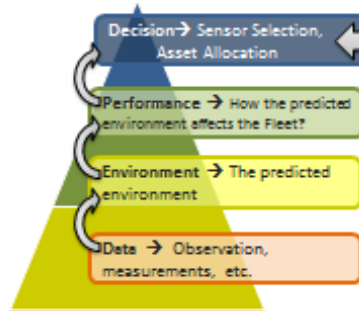 Decision→ Sensor Selection,
Asset Allocation
Performance → How the predicted
environment affects the Fleet?
Environment → The predicted
environment
Data → Observation,
measurements, etc.